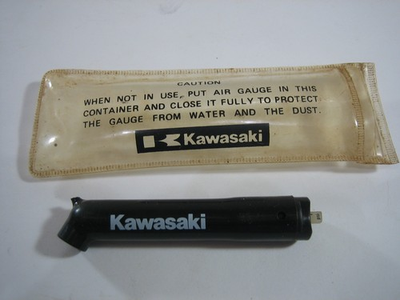 CAUTION
WHEN NOT IN USE, PUT AIR GAUGE IN THIS
CONTAINER AND CLOSE IT FULLY TO PROTECT
THE GAUGE FROM WATER AND THE DUST.
Kawasaki
Kawasaki